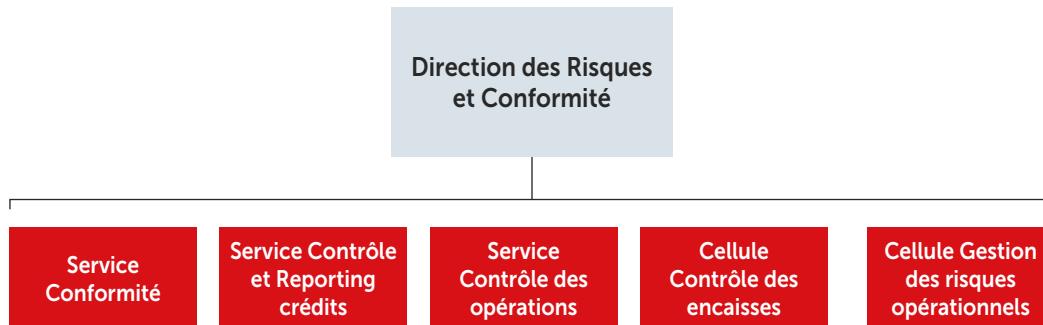 Direction des Risques
et Conformité
Service
Conformité
Service Contrôle
et Reporting
crédits
Service
Contrôle des
opérations
Cellule
Contrôle des
encaisses
Cellule Gestion
des risques
opérationnels